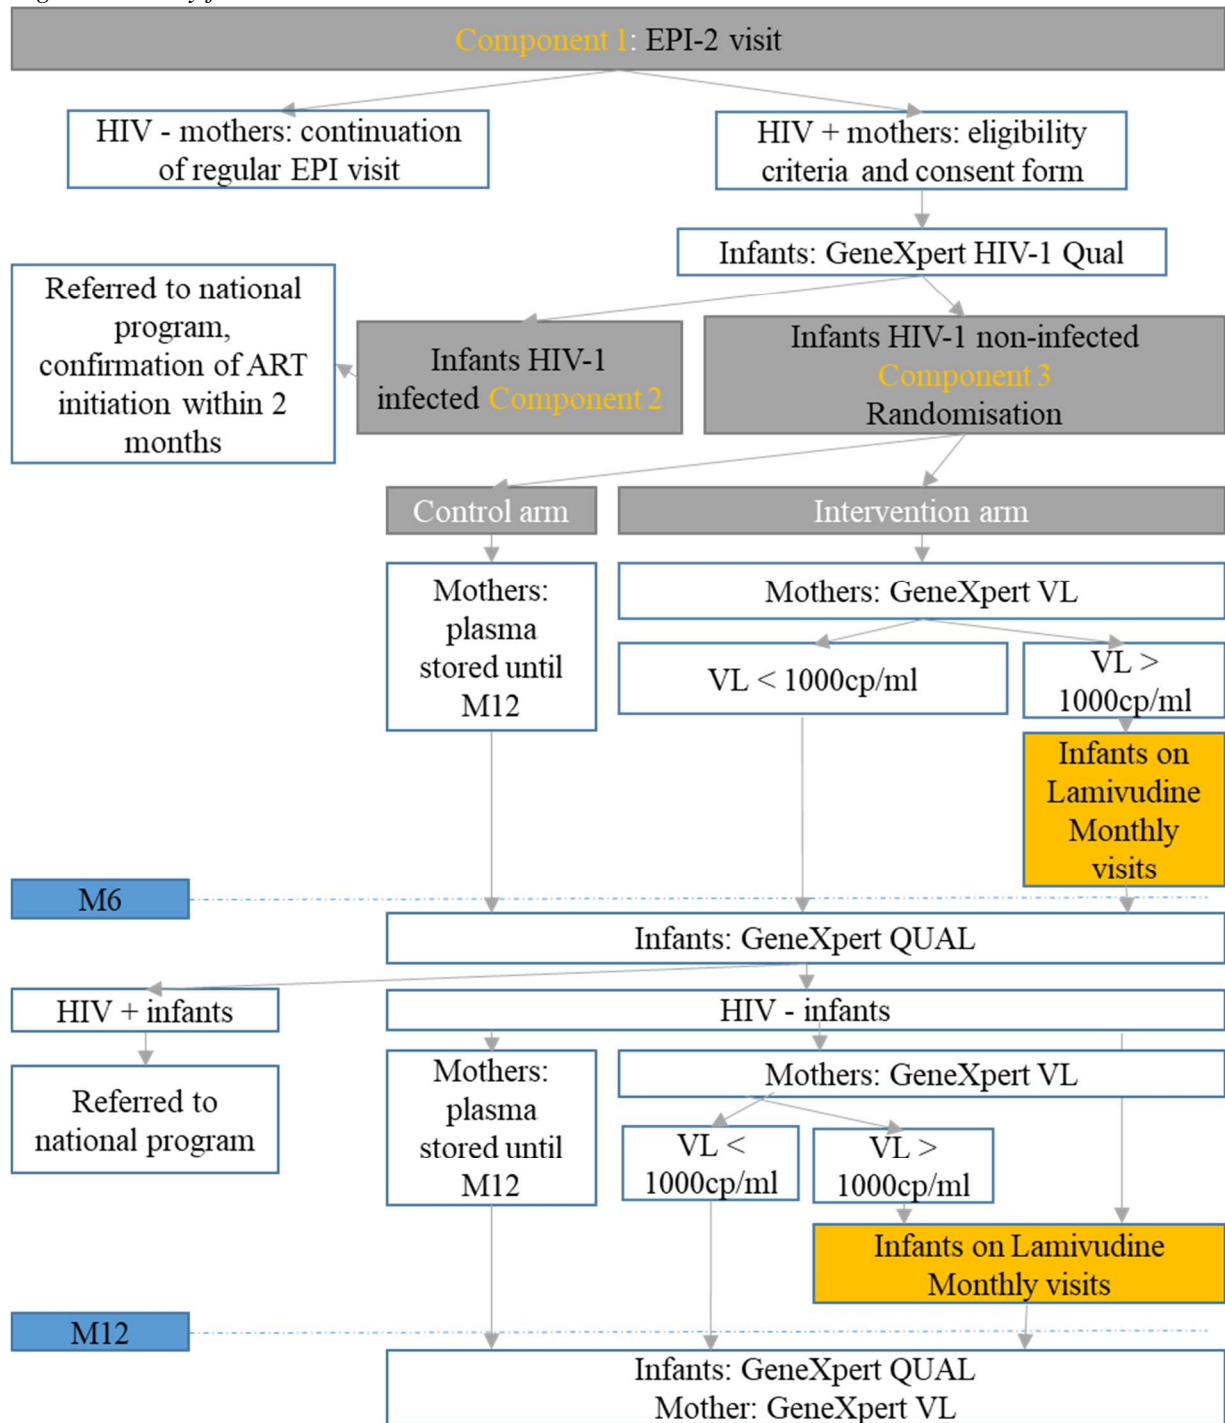 Component 1: EPI-2 visit
HIV - mothers: continuation
of regular EPI visit
HIV + mothers: eligibility
criteria and consent form
Infants: GeneXpert HIV-1 Qual
Referred to national
program,
confirmation of ART
initiation within 2
months
Infants HIV-1
infected Component 2
Infants HIV-1 non-infected
Component 3
Randomisation
Control arm
Intervention arm
Mothers:
plasma
stored until
M12
Mothers: GeneXpert VL
VL < 1000cp/ml
VL >
1000cp/ml
Infants on
Lamivudine
Monthly
visits
M6
Infants: GeneXpert QUAL
HIV + infants
HIV - infants
Referred to
national program
Mothers:
plasma
stored until
M12
Mothers: GeneXpert VL
VL <
1000cp/ml
VL >
1000cp/ml
Infants on Lamivudine
Monthly visits
M12
Infants: GeneXpert QUAL
Mother: GeneXpert VL